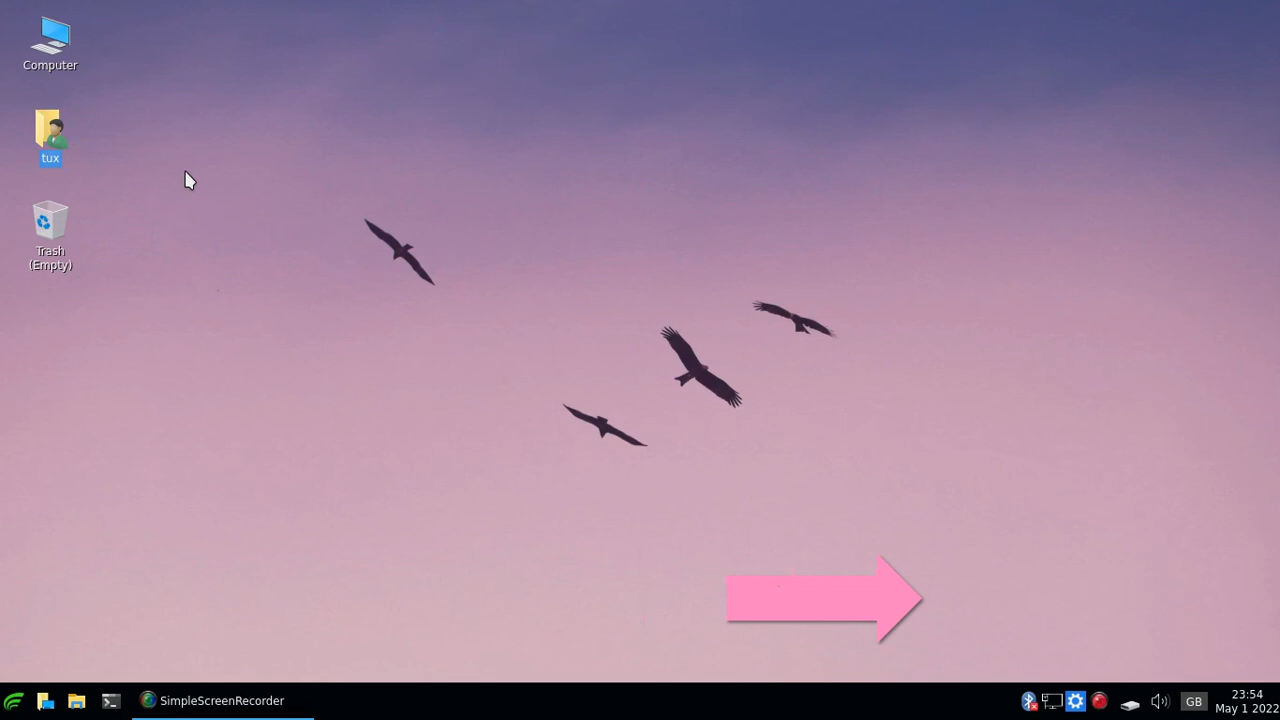 Computer
tux
Trash
(Empty)
SimpleScreenRecorder
GB
23:54
May 1 2022